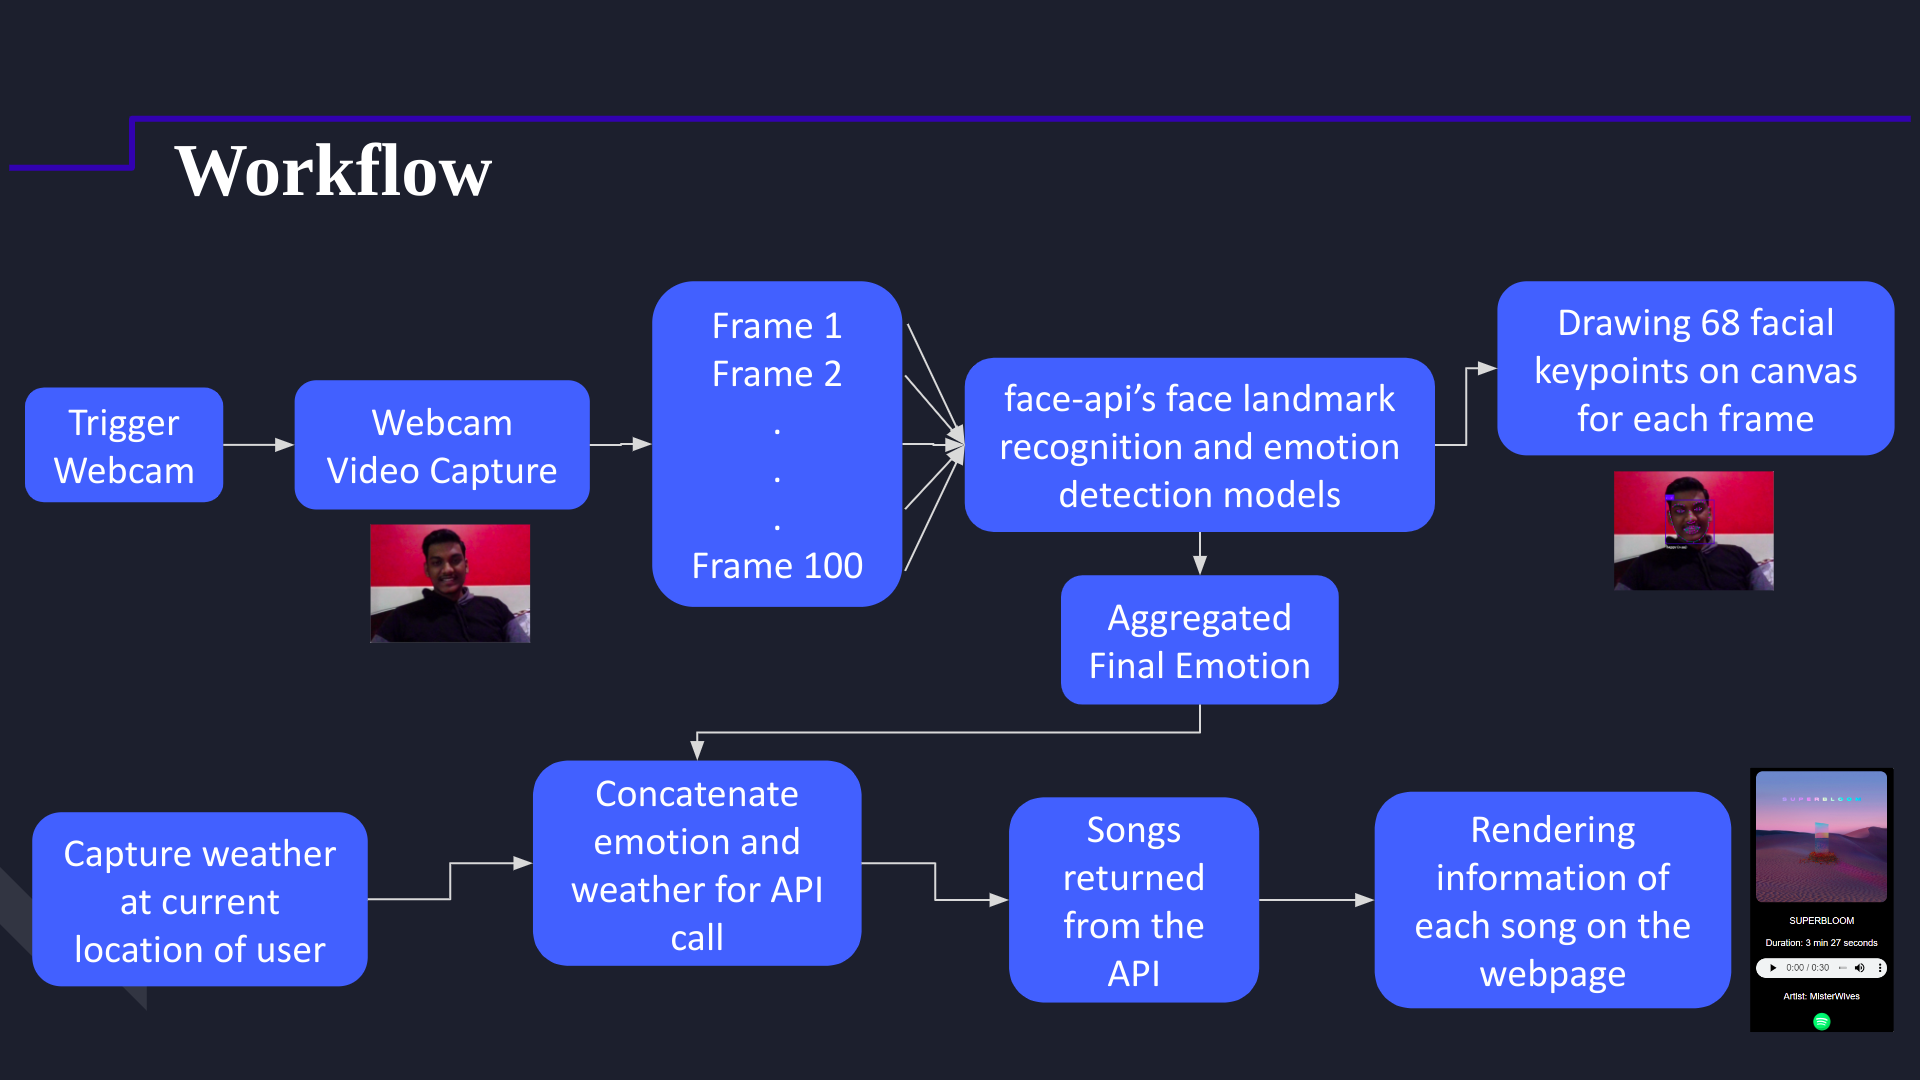 Workflow
Trigger
Webcam
Webcam
Video Capture
Frame 1
Frame 2
.
.
.
Frame 100
face-api’s face landmark
recognition and emotion
detection models
Drawing 68 facial
keypoints on canvas
for each frame
Aggregated
Final Emotion
Capture weather
at current
location of user
Concatenate
emotion and
weather for API
call
Songs
returned
from the
API
Rendering
information of
each song on the
webpage
SUPERBLOOM
SUPERBLOOM
Duration: 3 min 27 seconds
0:00 / 0:30
Artist: MisterWives